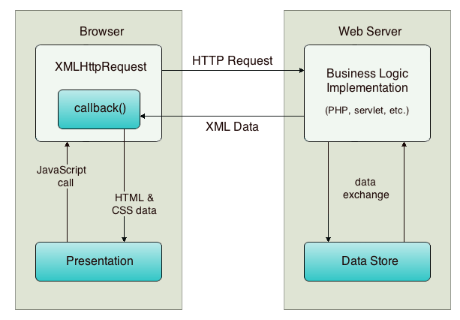 Browser
Web Server
XMLHttpRequest
callback()
HTTP Request
XML Data
Business Logic
Implementation
(PHP, servlet, etc.)
JavaScript
call
HTML &
CSS data
data
exchange
Presentation
Data Store